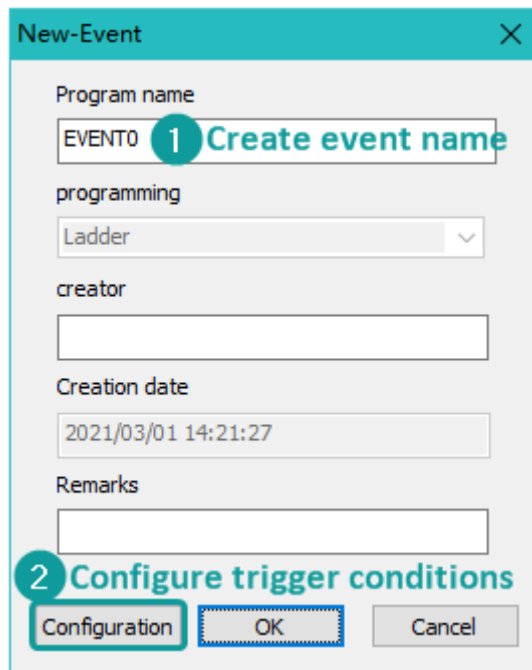 New-Event
Program name
EVENT0 1 Create event name
programming
Ladder
creator
Creation date
2021/03/01 14:21:27
Remarks
2 Configure trigger conditions
Configuration OK Cancel